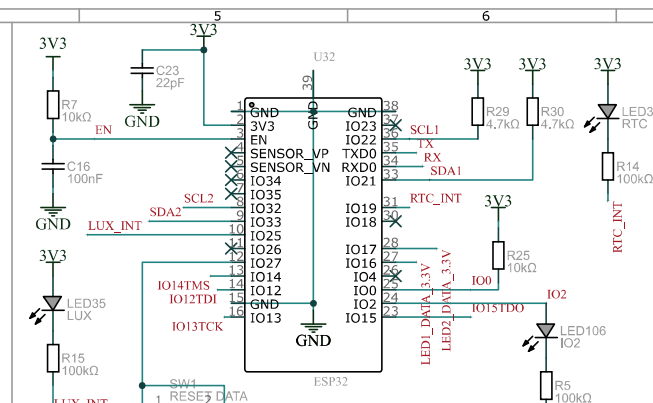 5
6
3V3
3V3
U32
3V3
3V3
3V3
C23
22pF
39
R7
10kΩ
GND
1
GND
GND
38
R29
4.7kΩ
R30
4.7kΩ
LED3
RTC
2
3V3
IO23
37
EN
3
EN
IO22
36
SCL1
4
SENSOR_VP
TXD0
35
TX
5
SENSOR_VN
RXD0
34
RX
C16
100nF
6
IO34
IO21
33
SDA1
R14
100kΩ
7
IO35
SCL2
8
IO32
IO19
31
RTC_INT
3V3
SDA2
9
IO33
IO18
30
GND
LUX_INT
10
IO25
RTC_INT
11
IO26
IO17
28
3V3
12
IO27
IO16
27
R25
10kΩ
13
IO14
IO4
26
IO14TMS
14
IO12
IO0
25
IO0
IO12TDI
15
GND
IO2
24
IO2
LED35
LUX
IO13TCK
16
IO13
IO15
23
IO15TDO
LED1_DATA_3.3V
LED2_DATA_3.3V
GND
GND
LED106
IO2
R15
100kΩ
ESP32
SW1
RESET DATA
1
2
R5
100kΩ
LUX_INT